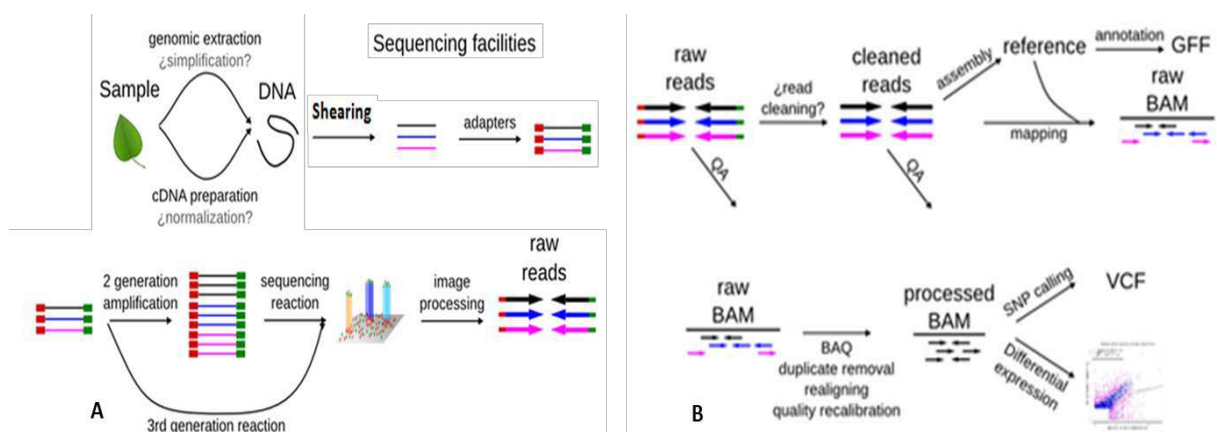 genomic extraction
¿simplification?
Sample
DNA
cDNA preparation
¿normalization?
Sequencing facilities
Shearing
adapters
2 generation
amplification
sequencing
reaction
image
processing
raw
reads
3rd generation reaction
A
raw
reads
¿read
cleaning?
cleaned
reads
assembly
reference
annotation
GFF
mapping
raw
BAM
QA
QA
raw
BAM
BAQ
duplicate removal
realigning
quality recalibration
processed
BAM
SNP calling
VCF
Differential
expression
B